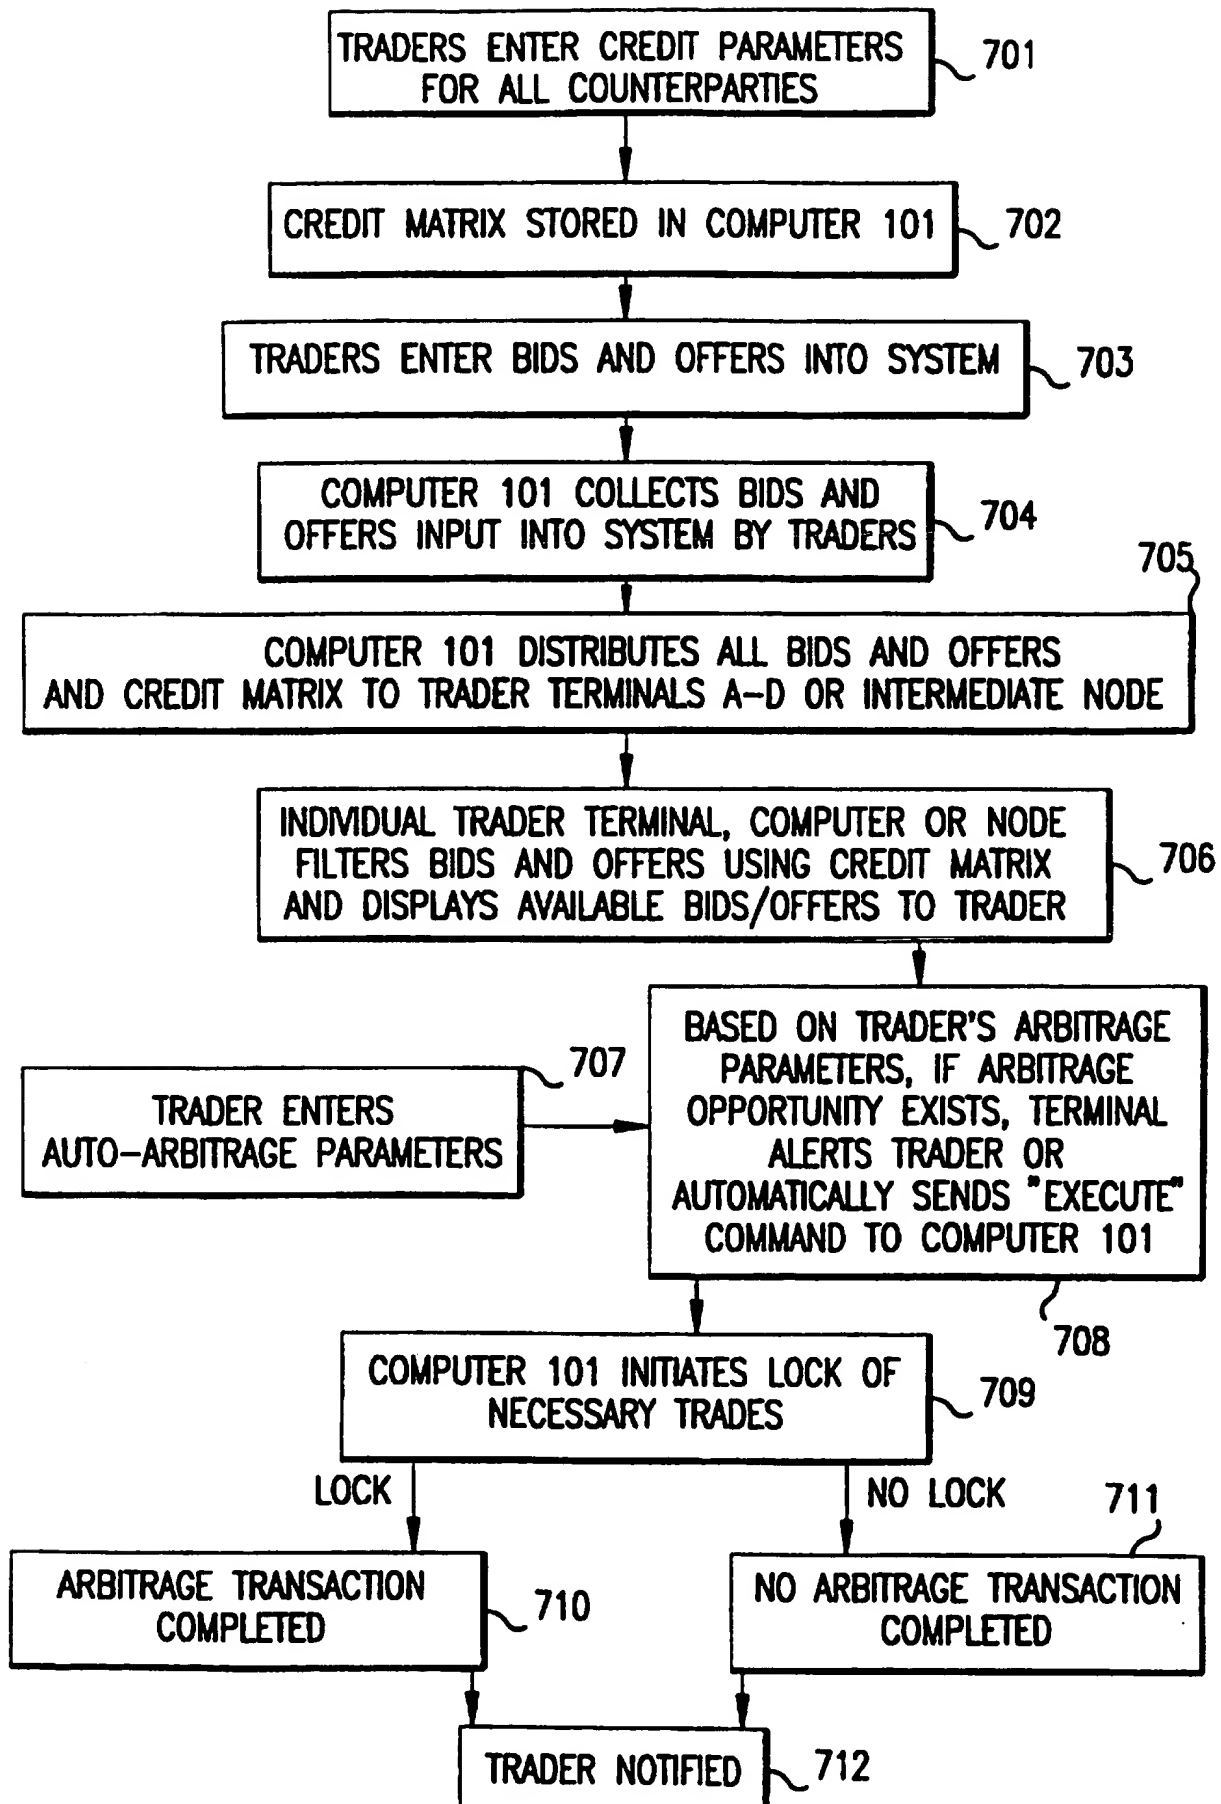 TRADERS ENTER CREDIT PARAMETERS
FOR ALL COUNTERPARTIES
701
CREDIT MATRIX STORED IN COMPUTER 101
702
TRADERS ENTER BIDS AND OFFERS INTO SYSTEM
703
COMPUTER 101 COLLECTS BIDS AND
OFFERS INPUT INTO SYSTEM BY TRADERS
704
705
COMPUTER 101 DISTRIBUTES ALL BIDS AND OFFERS
AND CREDIT MATRIX TO TRADER TERMINALS A-D OR INTERMEDIATE NODE
INDIVIDUAL TRADER TERMINAL, COMPUTER OR NODE
FILTERS BIDS AND OFFERS USING CREDIT MATRIX
AND DISPLAYS AVAILABLE BIDS/OFFERS TO TRADER
706
707
TRADER ENTERS
AUTO-ARBITRAGE PARAMETERS
BASED ON TRADER'S ARBITRAGE
PARAMETERS, IF ARBITRAGE
OPPORTUNITY EXISTS, TERMINAL
ALERTS TRADER OR
AUTOMATICALLY SENDS "EXECUTE"
COMMAND TO COMPUTER 101
708
COMPUTER 101 INITIATES LOCK OF
NECESSARY TRADES
709
LOCK
NO LOCK
711
ARBITRAGE TRANSACTION
COMPLETED
710
NO ARBITRAGE TRANSACTION
COMPLETED
TRADER NOTIFIED
712